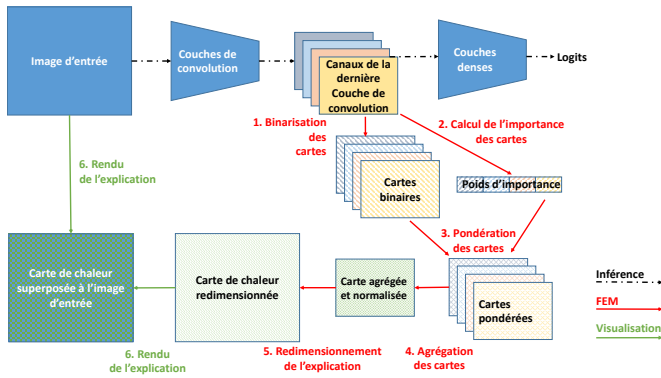 Image d'entrée
Couches de
convolution
Canaux de la
dernière
Couche de
convolution
Couches
denses
Logits
1. Binarisation
des
cartes
2. Calcul de l'importance
des cartes
6. Rendu
de l'explication
Cartes
binaires
Poids d'importance
3. Pondération
des cartes
Carte de chaleur
superposée à l'image
d'entrée
Carte de chaleur
redimensionnée
Carte agrégée
et normalisée
Cartes
pondérées
Inférence
FEM
Visualisation
6. Rendu
de l'explication
5. Redimensionnement
de l'explication
4. Agrégation
des cartes